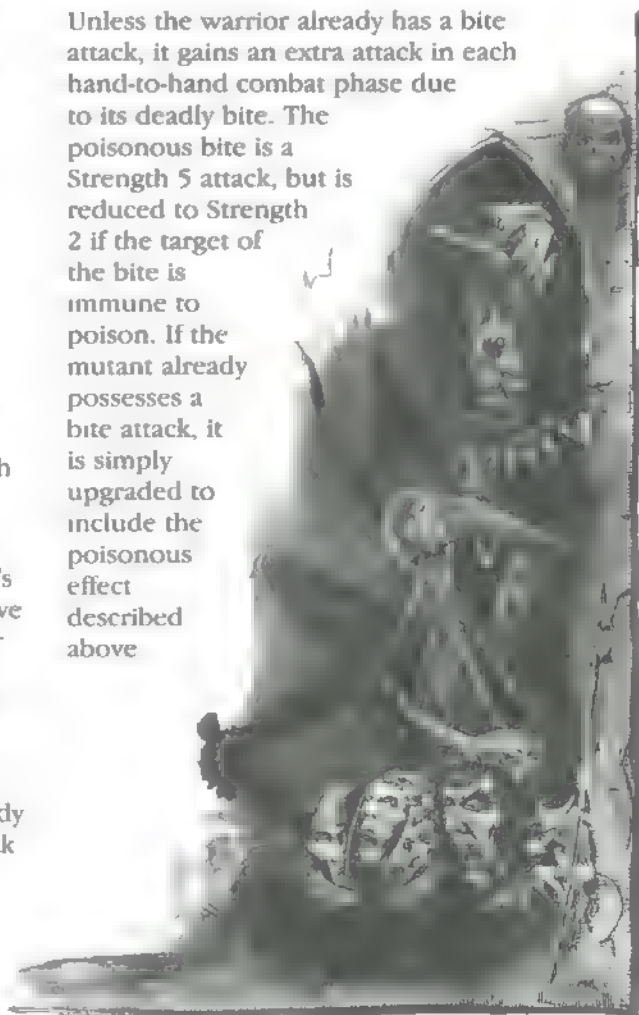 Unless the warrior already has a bite
attack, it gains an extra attack in each
hand-to-hand combat phase due
to its deadly bite. The
poisonous bite is a
Strength 5 attack, but is
reduced to Strength
2 if the target of
the bite is
immune to
poison. If the
mutant already
possesses a
bite attack, it
is simply
upgraded to
include the
poisonous
effect
described
above